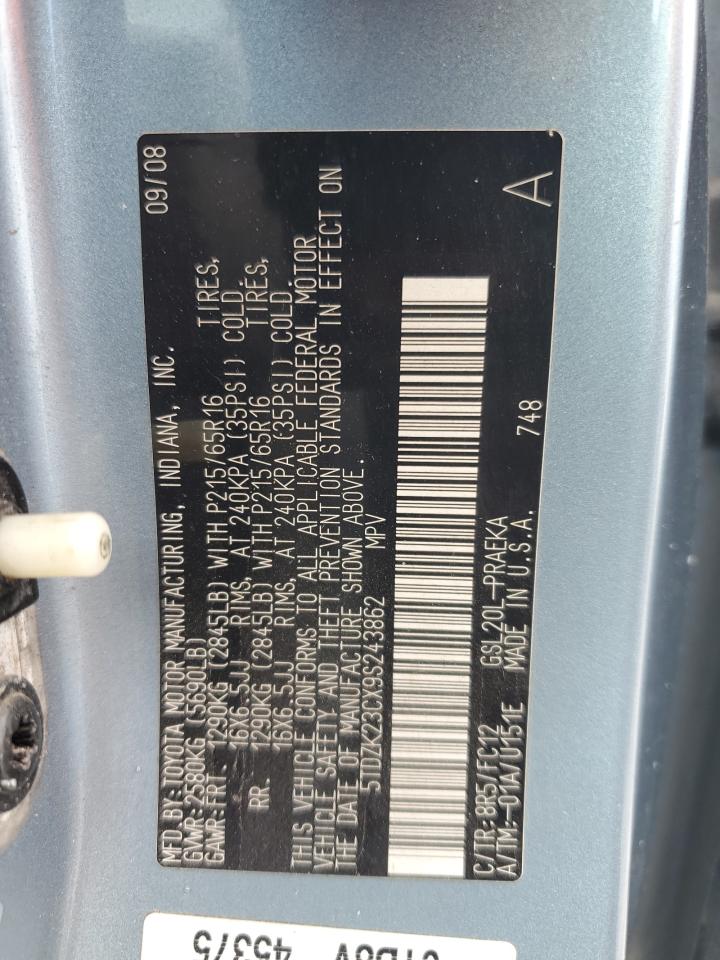 MFD.BY:TOYOTA MOTOR MANUFACTURING, INDIANA, INC. 09/08
GVWR:2580KG(5690LB)
GAWR:FRT 1290KG (2845LB) WITH P215/65R16 TIRES,
16X6.5JJ RIMS, AT 240KPA (35PSI) COLD.
RR. 1290KG (2845LB) WITH P215/65R16 TIRES,
16X6.5JJ RIMS, AT 240KPA (35PSI) COLD.
THIS VEHICLE CONFORMS TO ALL APPLICABLE FEDERAL MOTOR
VEHICLE SAFETY AND THEFT PREVENTION STANDARDS IN EFFECT ON
THE DATE OF MANUFACTURE SHOWN ABOVE.
5TDZK23CX9S243862 MPV
C/TR:8R5/FC12 GSL20L-PRAEKA 748
A/TM:-01A/U151E MADE IN U.S.A. A
45375